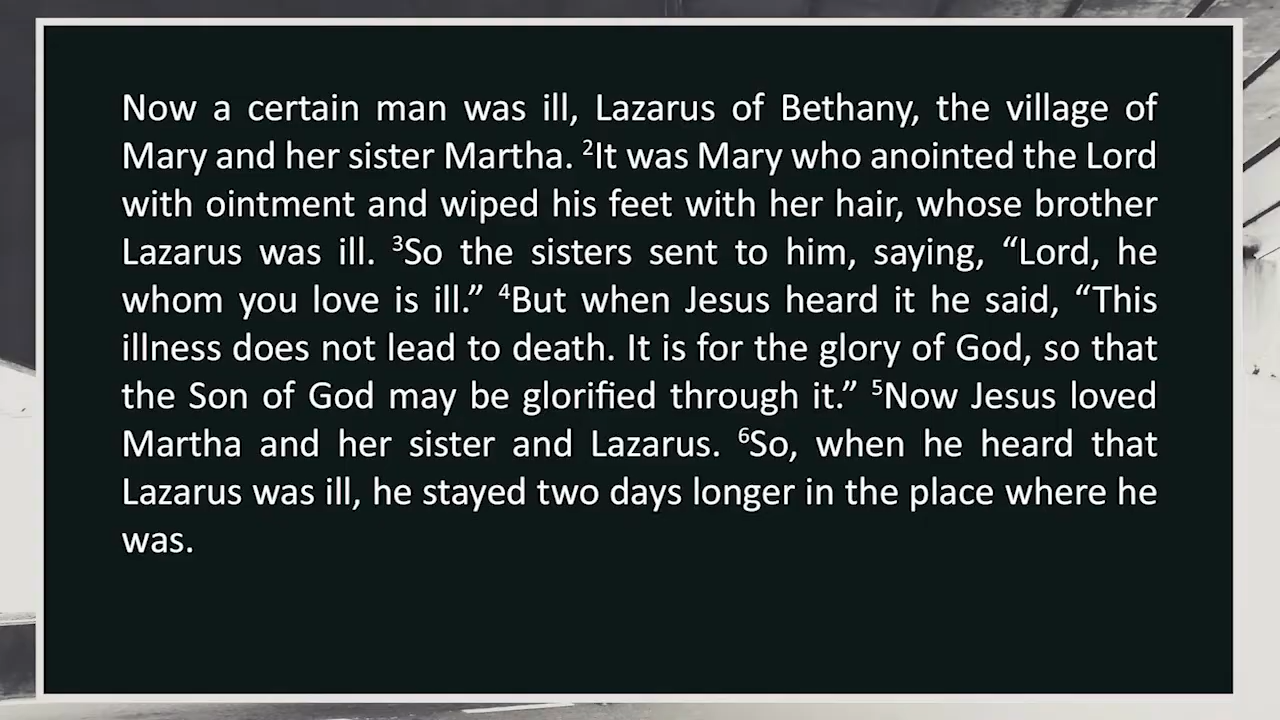 Now a certain man was ill, Lazarus of Bethany, the village of
Mary and her sister Martha. ²It was Mary who anointed the Lord
with ointment and wiped his feet with her hair, whose brother
Lazarus was ill. ³So the sisters sent to him, saying, “Lord, he
whom you love is ill.” ⁴But when Jesus heard it he said, “This
illness does not lead to death. It is for the glory of God, so that
the Son of God may be glorified through it.” ⁵Now Jesus loved
Martha and her sister and Lazarus. ⁶So, when he heard that
Lazarus was ill, he stayed two days longer in the place where he
was.